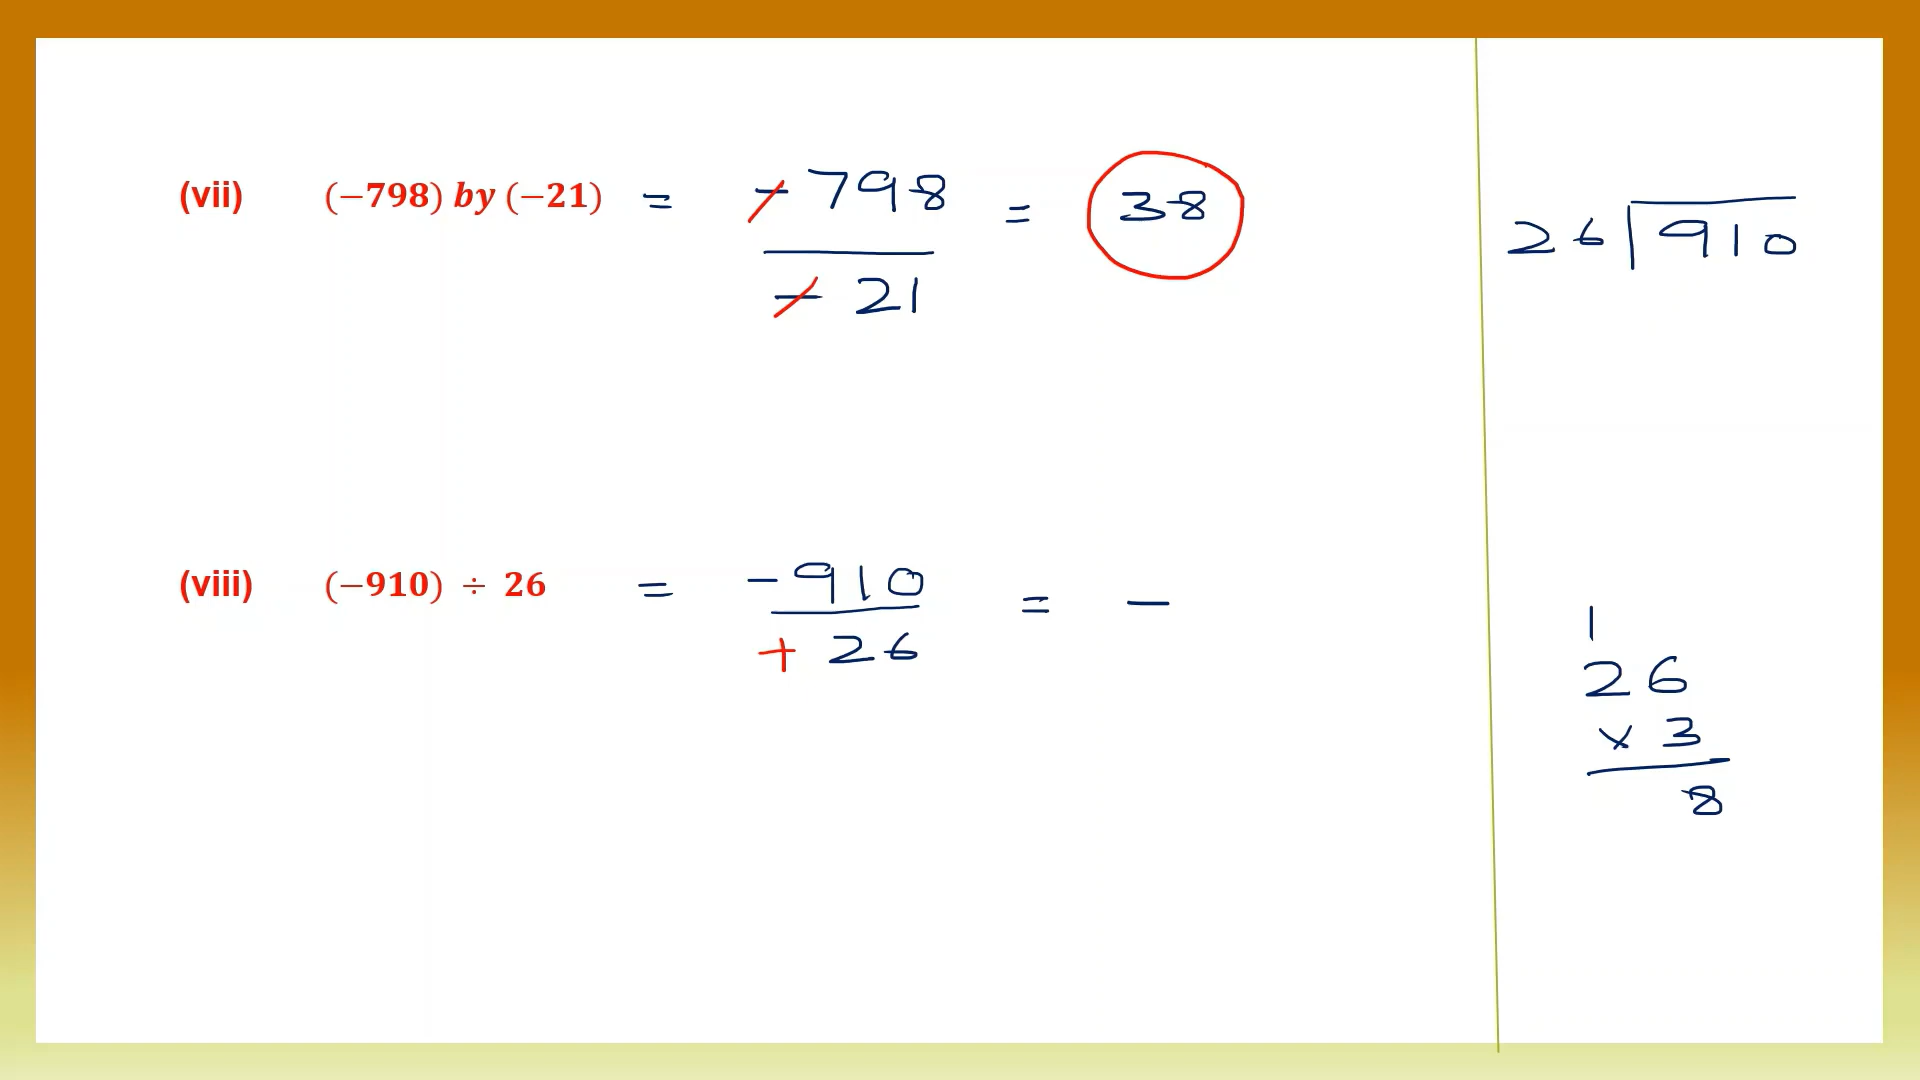 (vii) (−798) by (−21) = -798 / -21 = 38
(viii) (−910) ÷ 26 = -910 / +26 = -
26 910
1
26
x 3
8